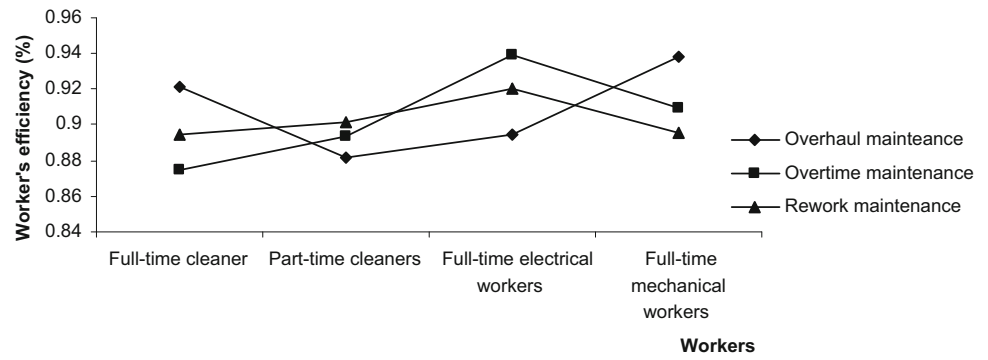 Worker's efficiency (%)
0.96
0.94
0.92
0.9
0.88
0.86
0.84
Full-time cleaner
Part-time cleaners
Full-time electrical
workers
Full-time
mechanical
workers
Workers
Overhaul mainteance
Overtime maintenance
Rework maintenance